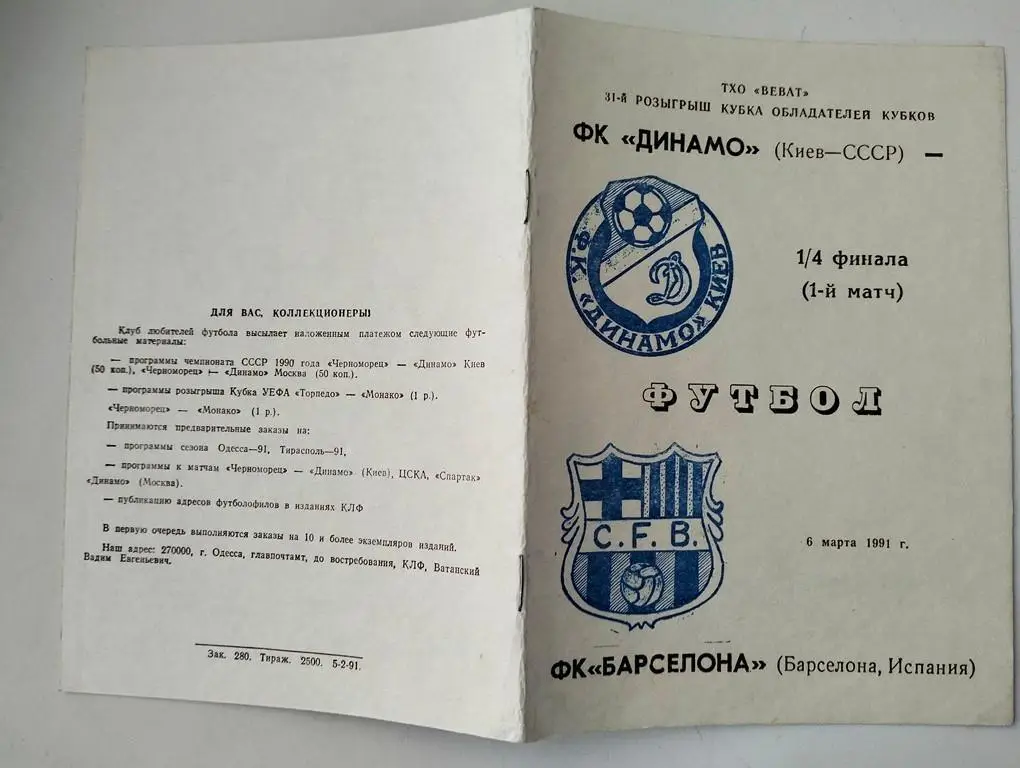 ДЛЯ ВАС, КОЛЛЕКЦИОНЕРЫ!
Клуб любителей футбола высылает наложенным платежом следующие фут-
больные материалы:
— программы чемпионата СССР 1990 года «Черноморец» — «Динамо» Киев
(50 коп.), «Черноморец» — «Динамо» Москва (50 коп.).
— программы розыгрыша Кубка УЕФА «Торпедо» — «Монако» (1 р.).
«Черноморец» — «Монако» (1 р.).
Принимаются предварительные заказы на:
— программы сезона Одесса—91, Тирасполь—91,
— программы к матчам «Черноморец» — «Динамо» (Киев), ЦСКА, «Спартак»
«Динамо» (Москва).
— публикацию адресов футболофилов в изданиях КЛФ
В первую очередь выполняются заказы на 10 и более экземпляров изданий.
Наш адрес: 270000, г. Одесса, главпочтамт, до востребования, КЛФ, Ватанский
Вадим Евгеньевич.
Зак. 280. Тираж. 2500. 5-2-91.
ТХО «ВЕВАТ»
31-й РОЗЫГРЫШ КУБКА ОБЛАДАТЕЛЕЙ КУБКОВ
ФК «ДИНАМО» (Киев—СССР) —
Ф.К. «ДИНАМО» КИЕВ
Д
1/4 финала
(1-й матч)
ФУТБОЛ
C. F. B.
6 марта 1991 г.
ФК«БАРСЕЛОНА» (Барселона, Испания)